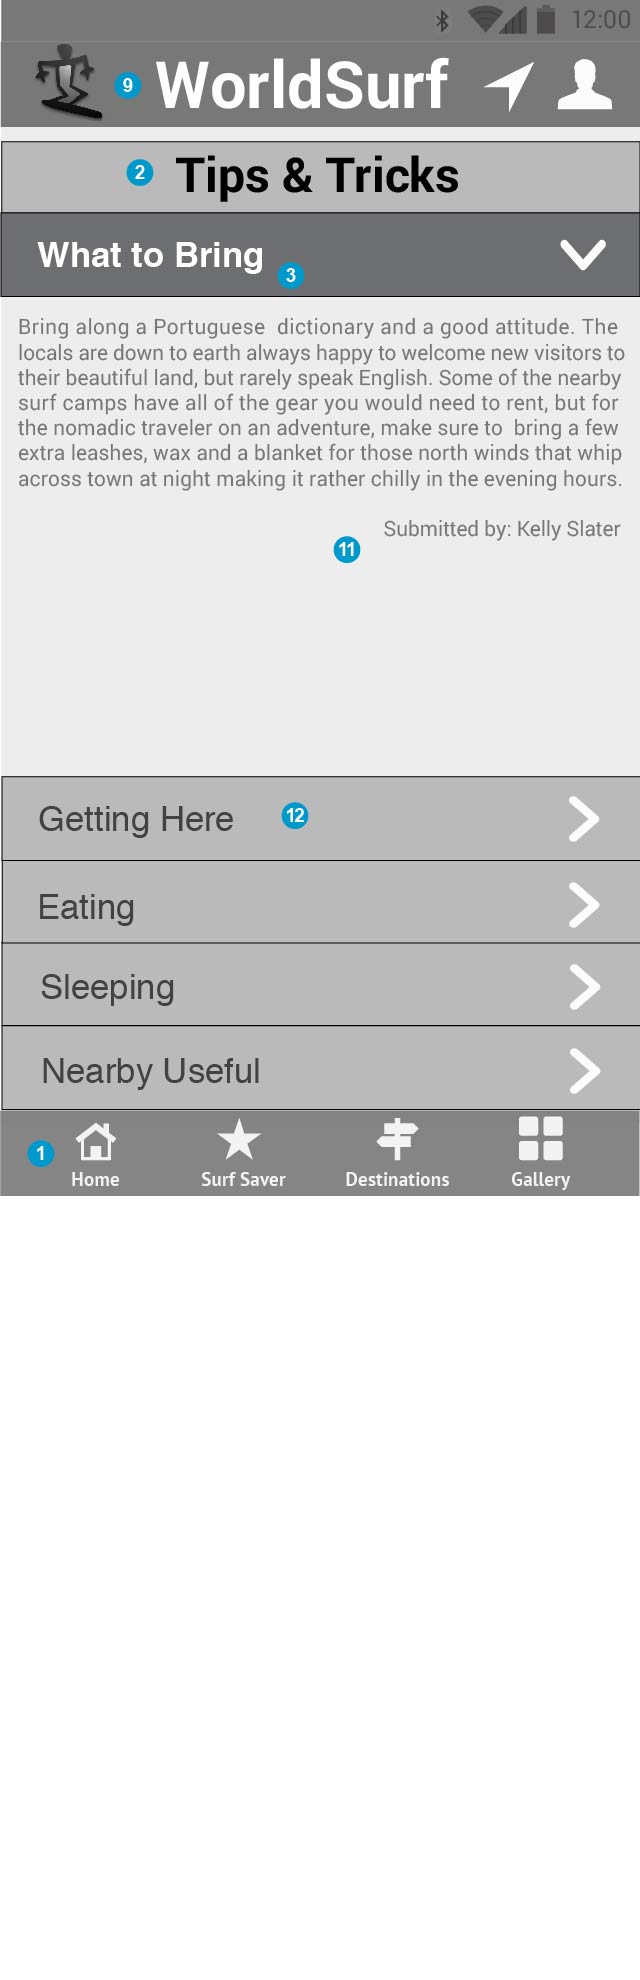 12:00
9 WorldSurf
2 Tips & Tricks
What to Bring
3
Bring along a Portuguese dictionary and a good attitude. The
locals are down to earth always happy to welcome new visitors to
their beautiful land, but rarely speak English. Some of the nearby
surf camps have all of the gear you would need to rent, but for
the nomadic traveler on an adventure, make sure to bring a few
extra leashes, wax and a blanket for those north winds that whip
across town at night making it rather chilly in the evening hours.
Submitted by: Kelly Slater
11
Getting Here 12
Eating
Sleeping
Nearby Useful
1
Home Surf Saver Destinations Gallery